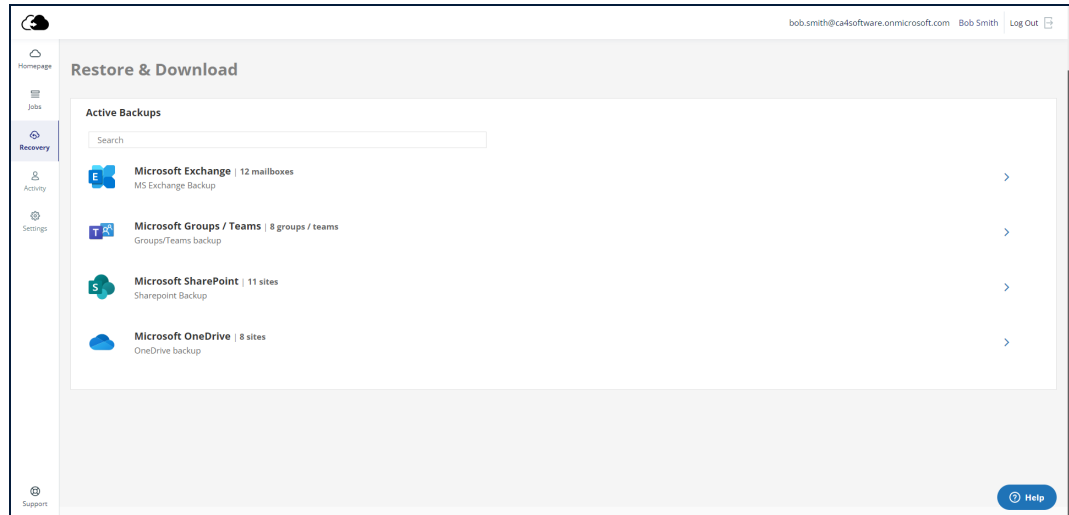 bob.smith@ca4software.onmicrosoft.com Bob Smith Log Out
Homepage
Jobs
Recovery
Activity
Settings
Support
Restore & Download
Active Backups
Search
E
Microsoft Exchange | 12 mailboxes
MS Exchange Backup
T
Microsoft Groups / Teams | 8 groups / teams
Groups/Teams backup
S
Microsoft SharePoint | 11 sites
Sharepoint Backup
Microsoft OneDrive | 8 sites
OneDrive backup
? Help